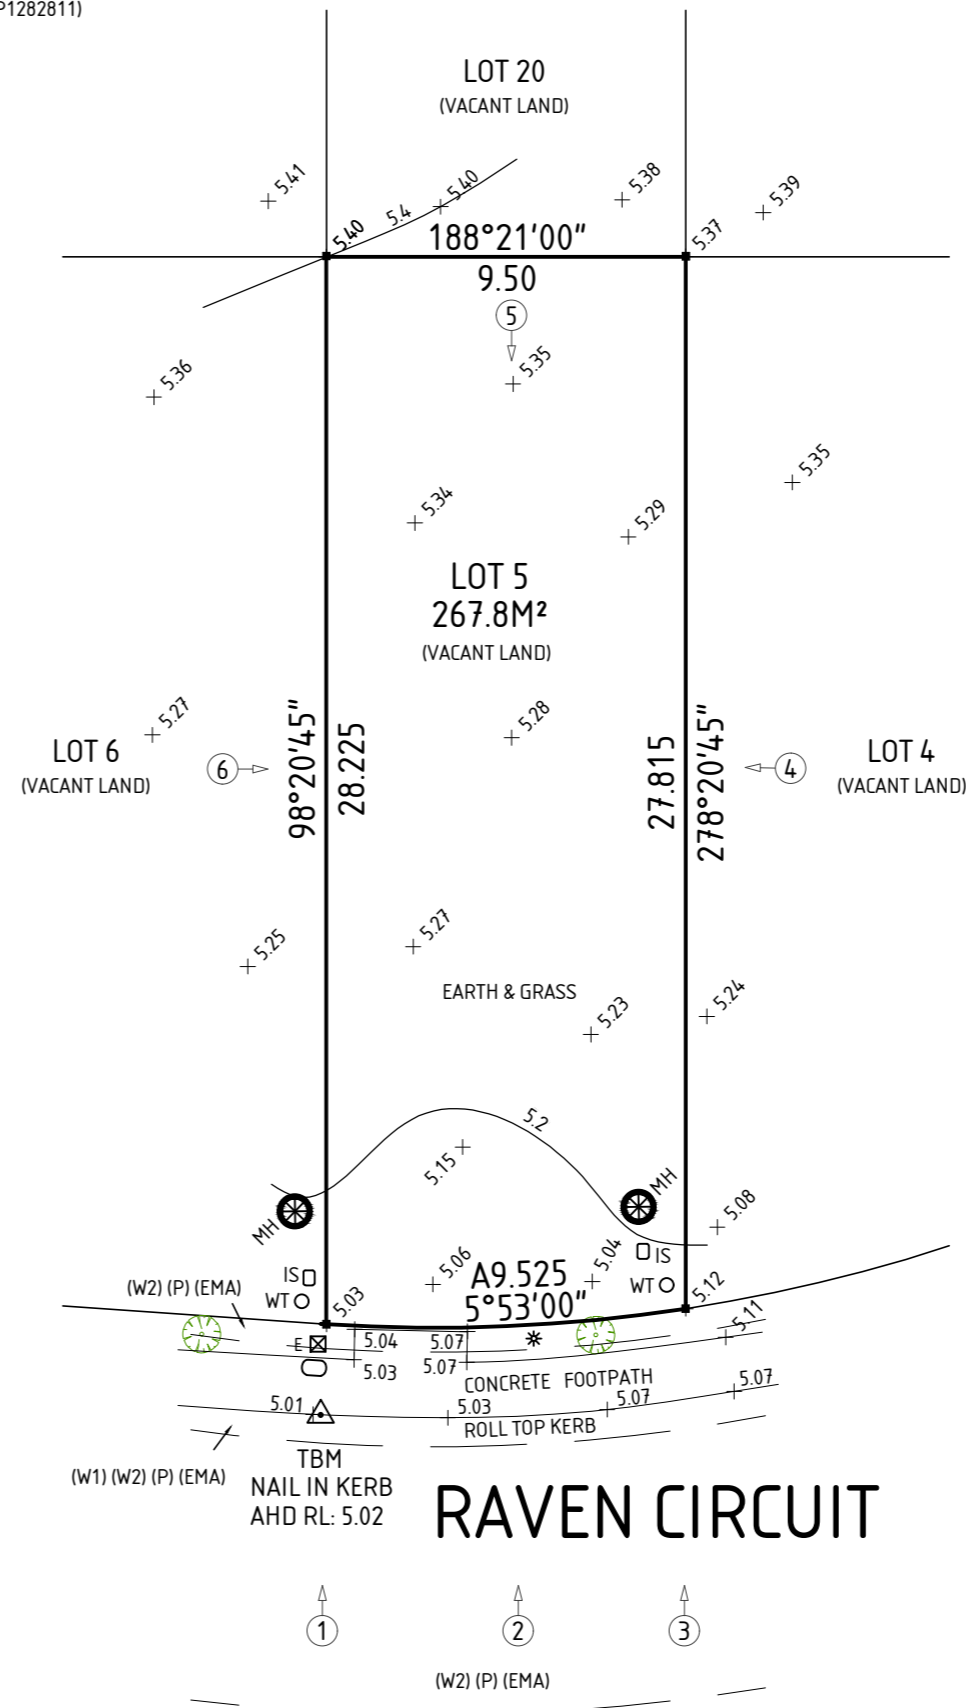 P1282811)
LOT 20
(VACANT LAND)
5.41
5.40
5.38
5.39
5.4
5.40
5.37
188°21'00"
9.50
5
5.36
5.35
5.35
5.34
5.29
LOT 5
267.8M²
(VACANT LAND)
5.27
5.28
LOT 6
(VACANT LAND)
6
98°20'45"
28.225
27.815
278°20'45"
4
LOT 4
(VACANT LAND)
5.25
5.27
EARTH & GRASS
5.23
5.24
5.2
5.15
MH
MH
5.08
IS
WT
(W2) (P) (EMA)
5.03
5.06
A9.525
5°53'00"
5.04
IS
WT
5.12
5.11
E
5.04
5.07
5.03
5.07
CONCRETE FOOTPATH
5.07
5.01
5.03
5.07
ROLL TOP KERB
(W1) (W2) (P) (EMA)
TBM
NAIL IN KERB
AHD RL: 5.02
RAVEN CIRCUIT
1
2
3
(W2) (P) (EMA)